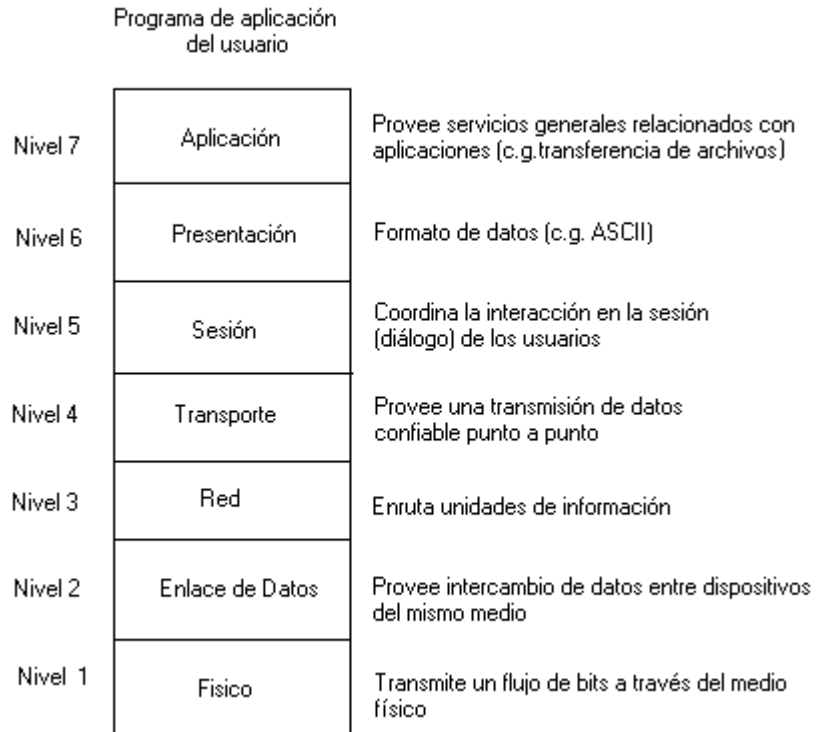 Programa de aplicación
del usuario
Nivel 7
Aplicación
Provee servicios generales relacionados con
aplicaciones (c.g.transferencia de archivos)
Nivel 6
Presentación
Formato de datos (c.g. ASCII)
Nivel 5
Sesión
Coordina la interacción en la sesión
(diálogo) de los usuarios
Nivel 4
Transporte
Provee una transmisión de datos
confiable punto a punto
Nivel 3
Red
Enruta unidades de información
Nivel 2
Enlace de Datos
Provee intercambio de datos entre dispositivos
del mismo medio
Nivel 1
Fisico
Transmite un flujo de bits a través del medio
físico